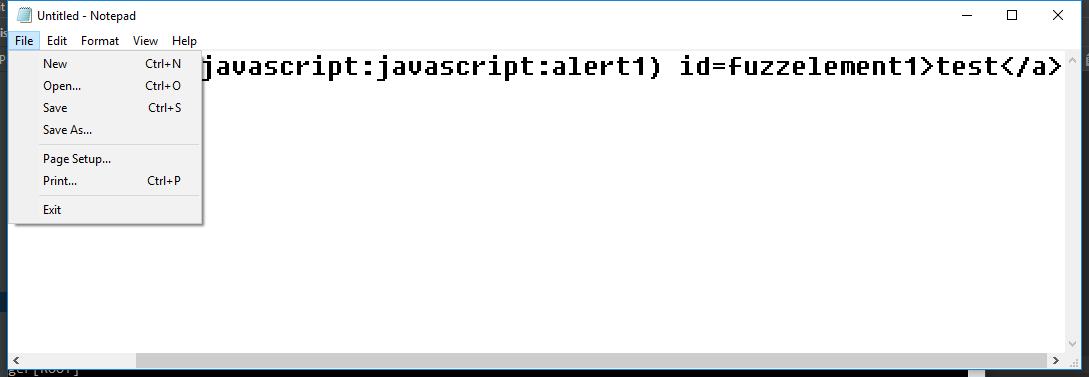 Untitled - Notepad
File Edit Format View Help
javascript:javascript:alert1) id=fuzzelement1>test</a>
New Ctrl+N
Open... Ctrl+O
Save Ctrl+S
Save As...
Page Setup...
Print... Ctrl+P
Exit